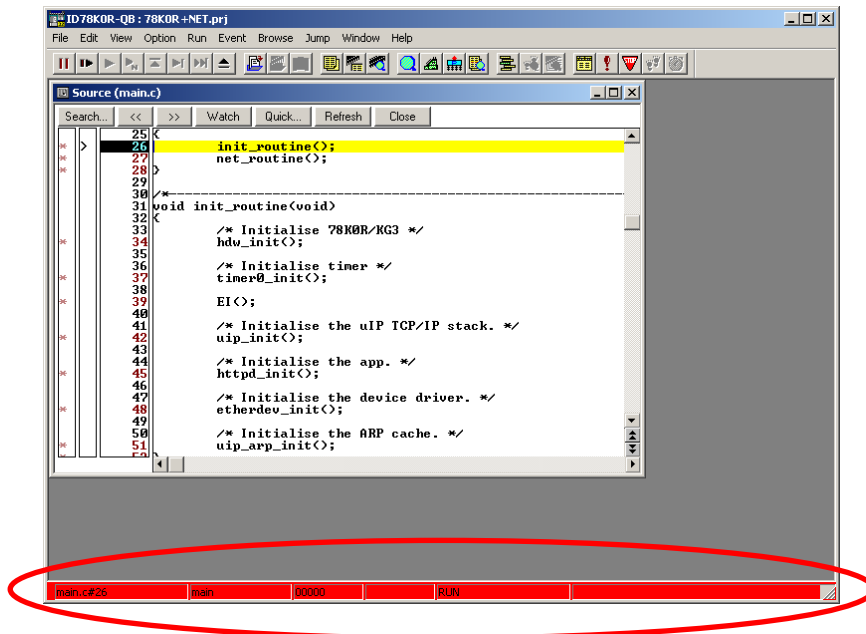 ID78K0R-QB : 78K0R+NET.prj
File Edit View Option Run Event Browse Jump Window Help
Source (main.c)
Search... << >> Watch Quick... Refresh Close
25 {
* > 26 init_routine();
* 27 net_routine();
* 28 }
29
30 /*--------------------------------------------------------------
31 void init_routine(void)
32 {
33 /* Initialise 78K0R/KG3 */
* 34 hdw_init();
35
36 /* Initialise timer */
* 37 timer0_init();
38
* 39 EI();
40
41 /* Initialise the uIP TCP/IP stack. */
* 42 uip_init();
43
44 /* Initialise the app. */
* 45 httpd_init();
46
47 /* Initialise the device driver. */
* 48 etherdev_init();
49
50 /* Initialise the ARP cache. */
* 51 uip_arp_init();
main.c#26 main 00000 RUN